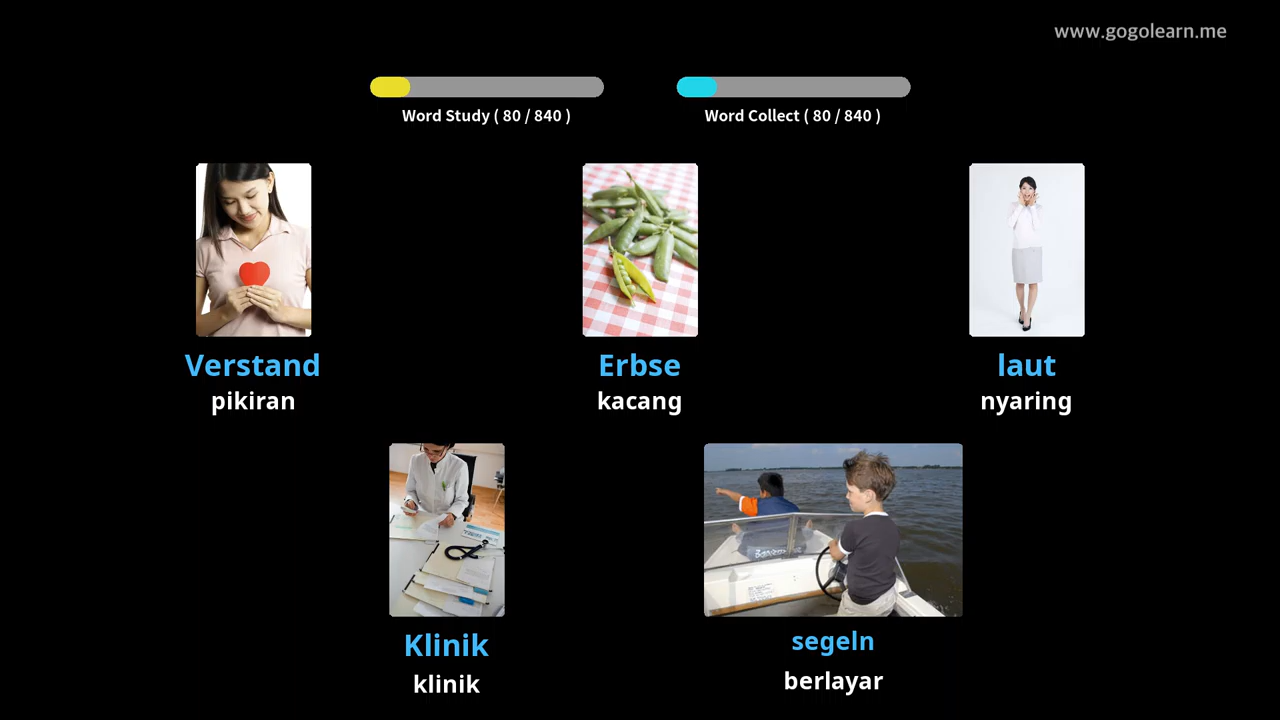 www.gogolearn.me
Word Study ( 80 / 840 )
Word Collect ( 80 / 840 )
Verstand
pikiran
Erbse
kacang
laut
nyaring
Klinik
klinik
segeln
berlayar